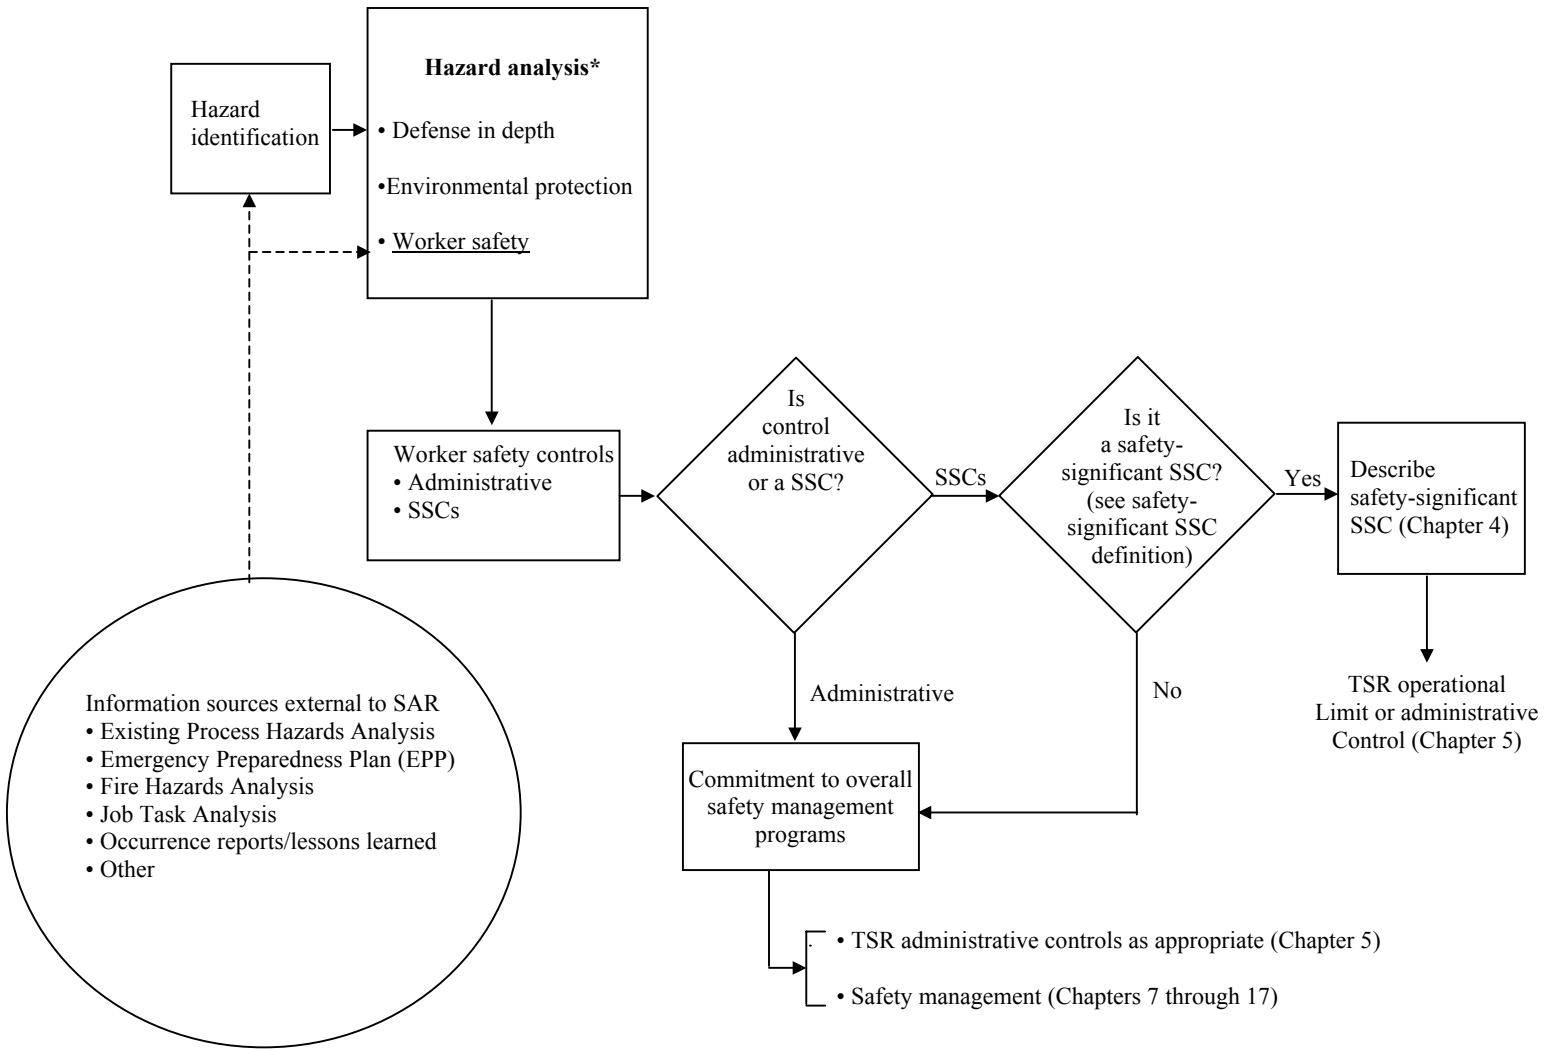 Hazard analysis*
Hazard
identification
• Defense in depth
•Environmental protection
• Worker safety
Worker safety controls
• Administrative
• SSCs
Is
control
administrative
or a SSC?
SSCs
Is it
a safety-
significant SSC?
(see safety-
significant SSC
definition)
Yes
Describe
safety-significant
SSC (Chapter 4)
Administrative
No
TSR operational
Limit or administrative
Control (Chapter 5)
Information sources external to SAR
• Existing Process Hazards Analysis
• Emergency Preparedness Plan (EPP)
• Fire Hazards Analysis
• Job Task Analysis
• Occurrence reports/lessons learned
• Other
Commitment to overall
safety management
programs
• TSR administrative controls as appropriate (Chapter 5)
• Safety management (Chapters 7 through 17)